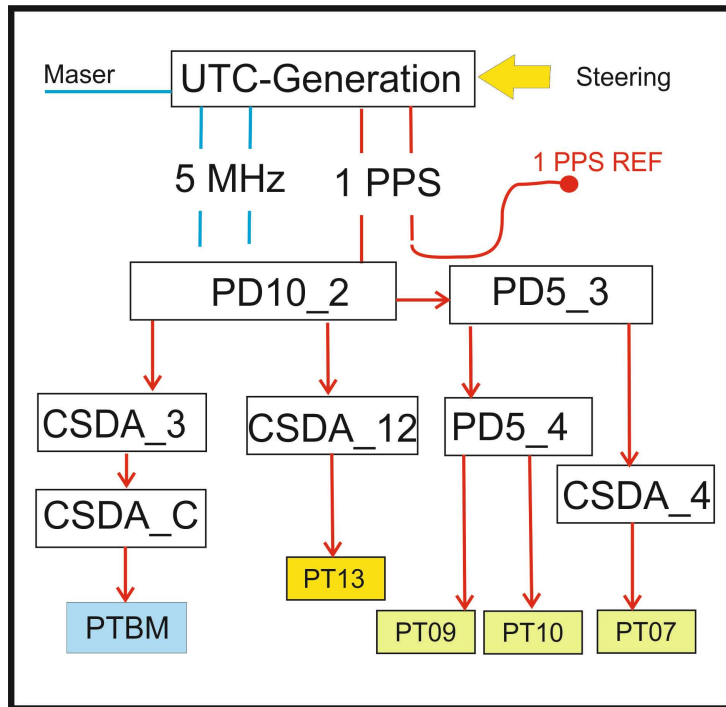 Maser
UTC-Generation
Steering
5 MHz
1 PPS
1 PPS REF
PD10_2
PD5_3
CSDA_3
CSDA_12
PD5_4
CSDA_C
CSDA_4
PT13
PTBM
PT09
PT10
PT07